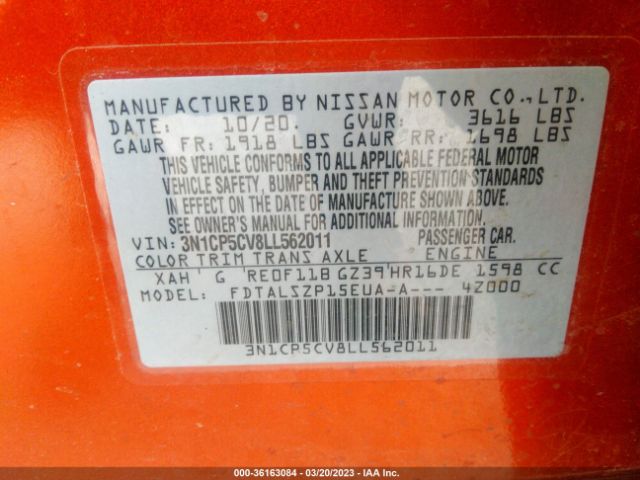 MANUFACTURED BY NISSAN MOTOR CO., LTD.
DATE: 10/20. GVWR: 3616 LBS
GAWR FR: 1918 LBS GAWR RR: 1698 LBS
THIS VEHICLE CONFORMS TO ALL APPLICABLE FEDERAL MOTOR
VEHICLE SAFETY, BUMPER AND THEFT PREVENTION STANDARDS
IN EFFECT ON THE DATE OF MANUFACTURE SHOWN ABOVE.
SEE OWNER'S MANUAL FOR ADDITIONAL INFORMATION.
VIN: 3N1CP5CV8LL562011 PASSENGER CAR.
COLOR TRIM TRANS AXLE ENGINE
XAH G RE0F11B GZ39 HR16DE 1598 CC
MODEL: FDTALSZP15EUA-A--- 4Z000
3N1CP5CV8LL562011
000-36163084 / 03/20/2023 - IAA Inc.